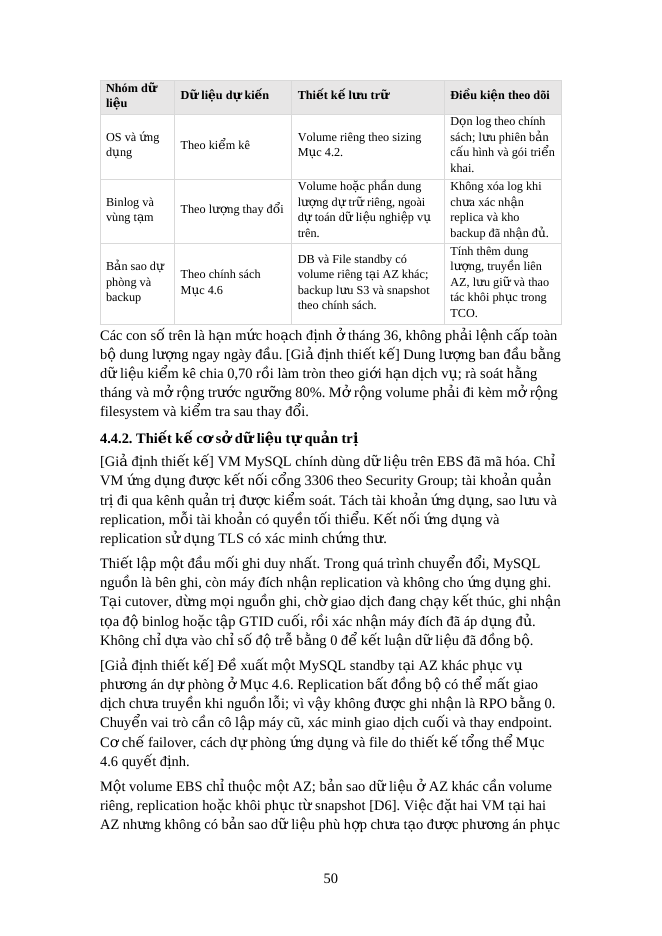 Nhóm dữ liệu | Dữ liệu dự kiến | Thiết kế lưu trữ | Điều kiện theo dõi
OS và ứng dụng | Theo kiểm kê | Volume riêng theo sizing Mục 4.2. | Dọn log theo chính sách; lưu phiên bản cấu hình và gói triển khai.
Binlog và vùng tạm | Theo lượng thay đổi | Volume hoặc phần dung lượng dự trữ riêng, ngoài dự toán dữ liệu nghiệp vụ trên. | Không xóa log khi chưa xác nhận replica và kho backup đã nhận đủ.
Bản sao dự phòng và backup | Theo chính sách Mục 4.6 | DB và File standby có volume riêng tại AZ khác; backup lưu S3 và snapshot theo chính sách. | Tính thêm dung lượng, truyền liên AZ, lưu giữ và thao tác khôi phục trong TCO.
Các con số trên là hạn mức hoạch định ở tháng 36, không phải lệnh cấp toàn
bộ dung lượng ngay ngày đầu. [Giả định thiết kế] Dung lượng ban đầu bằng
dữ liệu kiểm kê chia 0,70 rồi làm tròn theo giới hạn dịch vụ; rà soát hằng
tháng và mở rộng trước ngưỡng 80%. Mở rộng volume phải đi kèm mở rộng
filesystem và kiểm tra sau thay đổi.
4.4.2. Thiết kế cơ sở dữ liệu tự quản trị
[Giả định thiết kế] VM MySQL chính dùng dữ liệu trên EBS đã mã hóa. Chỉ
VM ứng dụng được kết nối cổng 3306 theo Security Group; tài khoản quản
trị đi qua kênh quản trị được kiểm soát. Tách tài khoản ứng dụng, sao lưu và
replication, mỗi tài khoản có quyền tối thiểu. Kết nối ứng dụng và
replication sử dụng TLS có xác minh chứng thư.
Thiết lập một đầu mối ghi duy nhất. Trong quá trình chuyển đổi, MySQL
nguồn là bên ghi, còn máy đích nhận replication và không cho ứng dụng ghi.
Tại cutover, dừng mọi nguồn ghi, chờ giao dịch đang chạy kết thúc, ghi nhận
tọa độ binlog hoặc tập GTID cuối, rồi xác nhận máy đích đã áp dụng đủ.
Không chỉ dựa vào chỉ số độ trễ bằng 0 để kết luận dữ liệu đã đồng bộ.
[Giả định thiết kế] Đề xuất một MySQL standby tại AZ khác phục vụ
phương án dự phòng ở Mục 4.6. Replication bất đồng bộ có thể mất giao
dịch chưa truyền khi nguồn lỗi; vì vậy không được ghi nhận là RPO bằng 0.
Chuyển vai trò cần cô lập máy cũ, xác minh giao dịch cuối và thay endpoint.
Cơ chế failover, cách dự phòng ứng dụng và file do thiết kế tổng thể Mục
4.6 quyết định.
Một volume EBS chỉ thuộc một AZ; bản sao dữ liệu ở AZ khác cần volume
riêng, replication hoặc khôi phục từ snapshot [D6]. Việc đặt hai VM tại hai
AZ nhưng không có bản sao dữ liệu phù hợp chưa tạo được phương án phục
50